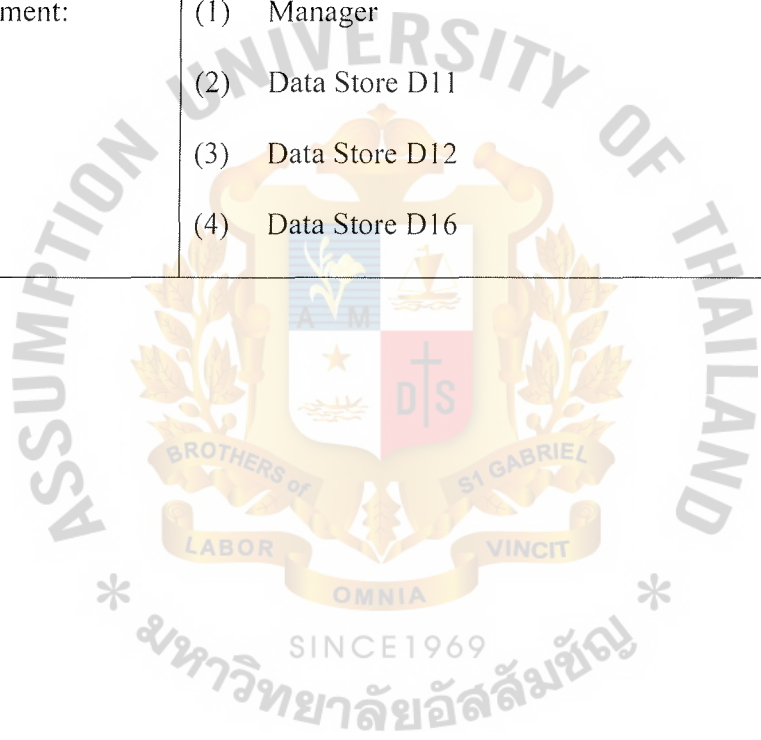 ment: (1) Manager
(2) Data Store D11
(3) Data Store D12
(4) Data Store D16
ASSUMPTION UNIVERSITY OF THAILAND
A M
D S
BROTHERS of ST GABRIEL
LABOR OMNIA VINCIT
SINCE1969
* มหาวิทยาลัยอัสสัมชัญ *